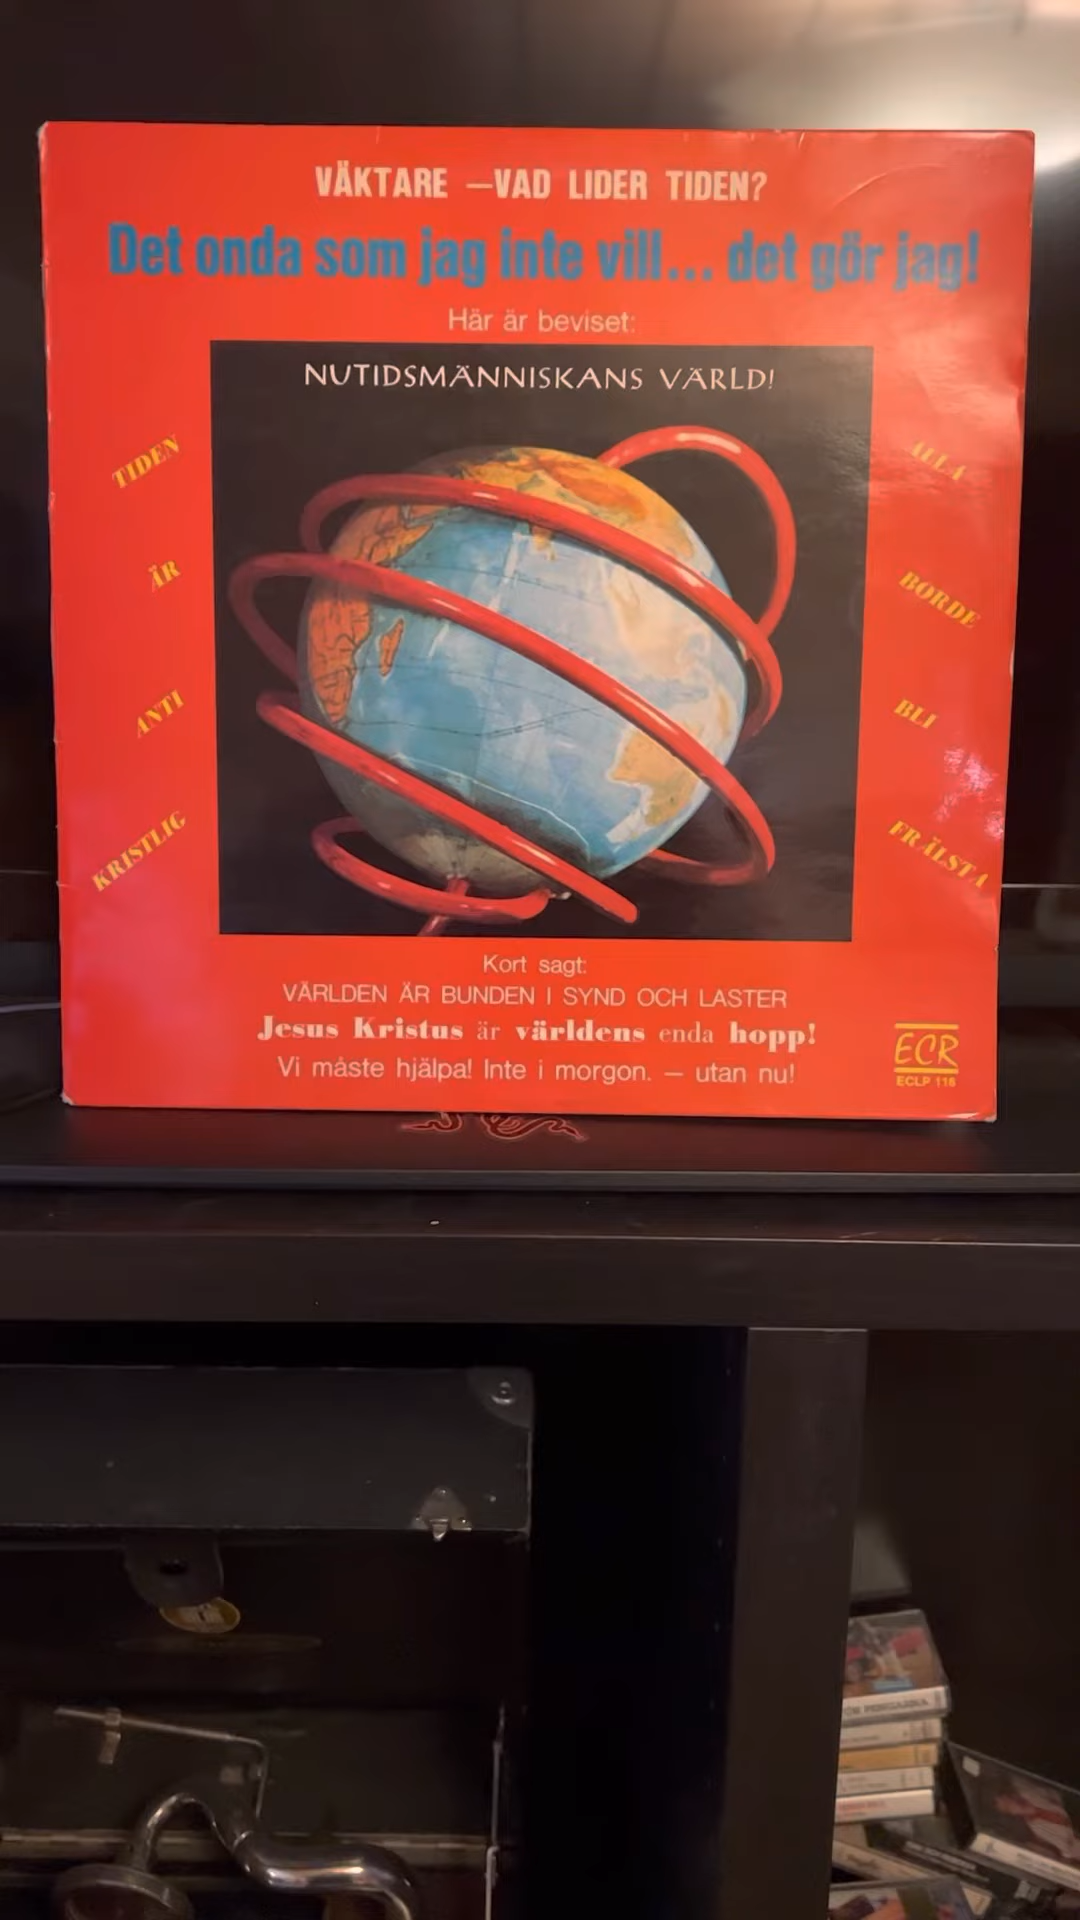 VÄKTARE –VAD LIDER TIDEN?
Det onda som jag inte vill... det gör jag!
Här är beviset:
NUTIDSMÄNNISKANS VÄRLD!
TIDEN
ÄR
ANTI
KRISTLIG
ALLA
BORDE
BLI
FRÄLSTA
Kort sagt:
VÄRLDEN ÄR BUNDEN I SYND OCH LASTER
Jesus Kristus är världens enda hopp!
Vi måste hjälpa! Inte i morgon. – utan nu!
ECR
ECLP 118